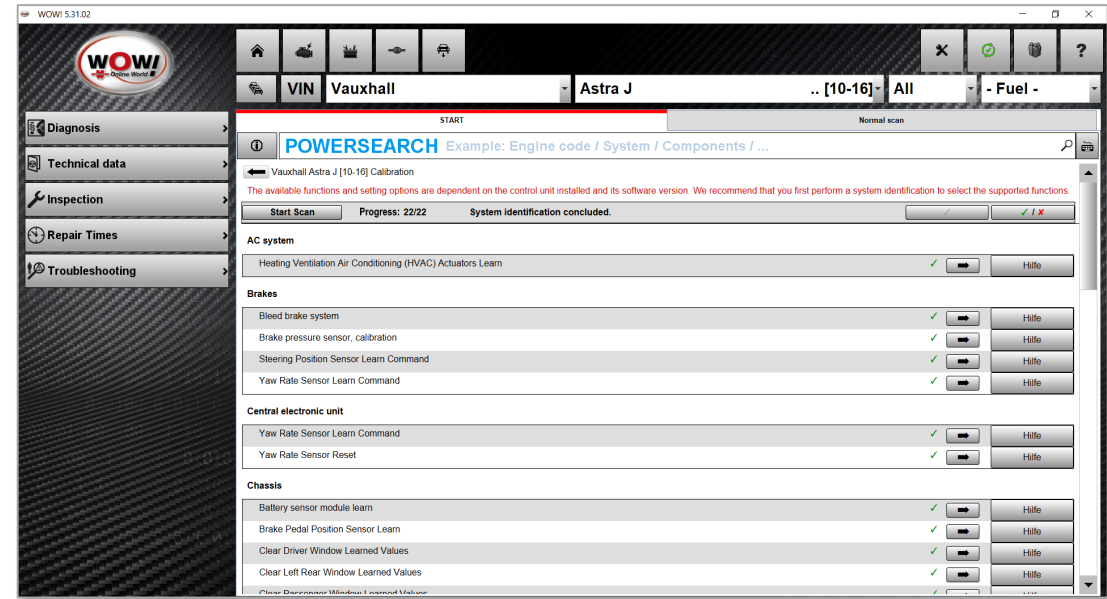 WOW! 5.31.02
WOW!
Online World
?
VIN
Vauxhall
Astra J .. [10-16]
All
- Fuel -
Diagnosis
Technical data
Inspection
Repair Times
Troubleshooting
START
Normal scan
POWERSEARCH Example: Engine code / System / Components / ...
Vauxhall Astra J [10-16] Calibration
The available functions and setting options are dependent on the control unit installed and its software version. We recommend that you first perform a system identification to select the supported functions.
Start Scan Progress: 22/22 System identification concluded. ✓ ✓ / ✗
AC system
Heating Ventilation Air Conditioning (HVAC) Actuators Learn ✓ Hilfe
Brakes
Bleed brake system ✓ Hilfe
Brake pressure sensor, calibration ✓ Hilfe
Steering Position Sensor Learn Command ✓ Hilfe
Yaw Rate Sensor Learn Command ✓ Hilfe
Central electronic unit
Yaw Rate Sensor Learn Command ✓ Hilfe
Yaw Rate Sensor Reset ✓ Hilfe
Chassis
Battery sensor module learn ✓ Hilfe
Brake Pedal Position Sensor Learn ✓ Hilfe
Clear Driver Window Learned Values ✓ Hilfe
Clear Left Rear Window Learned Values ✓ Hilfe
Clear Passenger Window Learned Values